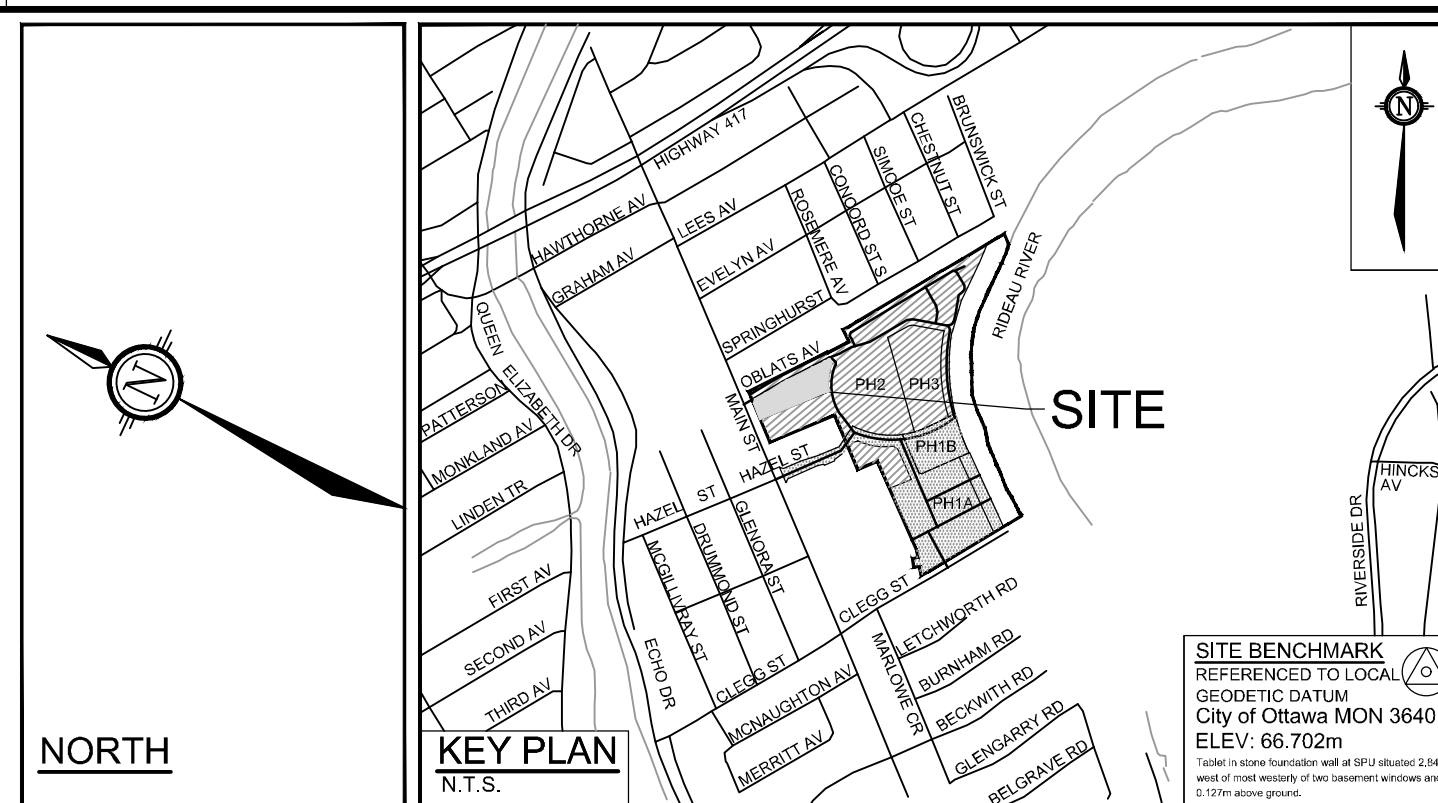 N
NORTH
HIGHWAY 417
BRUNSWICK ST
CHESTNUT ST
SIMCOE ST
CONCORD ST S
ROSEMERE AV
HAWTHORNE AV
LEES AV
GRAHAM AV
EVELYN AV
SPRINGHURST
OBLATS AV
RIDEAU RIVER
QUEEN ELIZABETH DR
PATTERSON
MONKLAND AV
LINDEN TR
MAIN ST
PH2
PH3
SITE
PH1B
PH1A
HAZEL ST
HAZEL ST
GLENORA ST
DRUMMOND ST
MCGILLIVRAY ST
FIRST AV
SECOND AV
THIRD AV
ECHO DR
CLEGG ST
CLEGG ST
MCNAUGHTON AV
MERRITT AV
MARLOWE CR
LETCHWORTH RD
BURNHAM RD
BECKWITH RD
GLENGARRY RD
BELGRAVE RD
KEY PLAN
N.T.S.
N
HINCKS
AV
RIVERSIDE DR
SITE BENCHMARK
REFERENCED TO LOCAL
GEODETIC DATUM
City of Ottawa MON 3640
ELEV: 66.702m
Tablet in stone foundation wall at SPU situated 2,84
west of most westerly of two basement windows an
0.127m above ground.